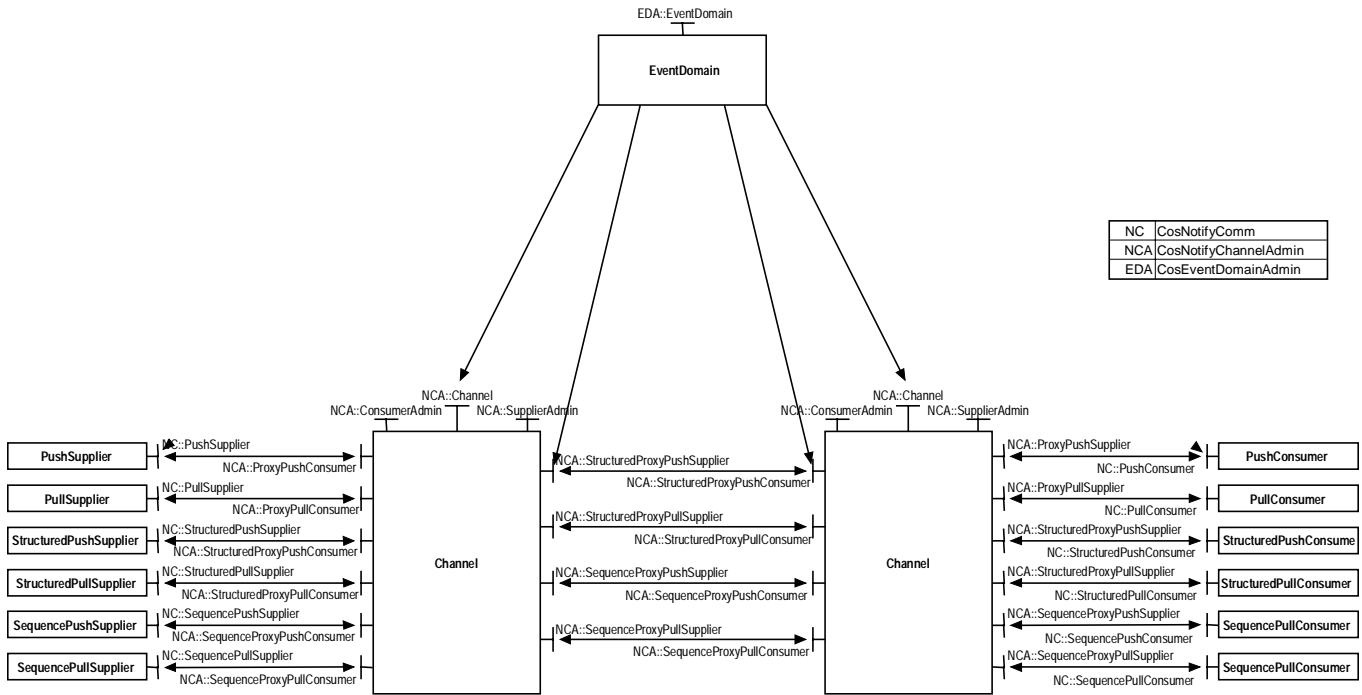 EDA::EventDomain
EventDomain
NC CosNotifyComm
NCA CosNotifyChannelAdmin
EDA CosEventDomainAdmin
NCA::Channel
NCA::ConsumerAdmin
NCA::SupplierAdmin
NCA::Channel
NCA::ConsumerAdmin
NCA::SupplierAdmin
PushSupplier
NC::PushSupplier
NCA::ProxyPushConsumer
PullSupplier
NC::PullSupplier
NCA::ProxyPullConsumer
StructuredPushSupplier
NC::StructuredPushSupplier
NCA::StructuredProxyPushConsumer
StructuredPullSupplier
NC::StructuredPullSupplier
NCA::StructuredProxyPullConsumer
SequencePushSupplier
NC::SequencePushSupplier
NCA::SequenceProxyPushConsumer
SequencePullSupplier
NC::SequencePullSupplier
NCA::SequenceProxyPullConsumer
Channel
NCA::StructuredProxyPushSupplier
NCA::StructuredProxyPushConsumer
NCA::StructuredProxyPullSupplier
NCA::StructuredProxyPullConsumer
NCA::SequenceProxyPushSupplier
NCA::SequenceProxyPushConsumer
NCA::SequenceProxyPullSupplier
NCA::SequenceProxyPullConsumer
Channel
NCA::ProxyPushSupplier
NC::PushConsumer
PushConsumer
NCA::ProxyPullSupplier
NC::PullConsumer
PullConsumer
NCA::StructuredProxyPushSupplier
NC::StructuredPushConsumer
StructuredPushConsume
NCA::StructuredProxyPullSupplier
NC::StructuredPullConsumer
StructuredPullConsumer
NCA::SequenceProxyPushSupplier
NC::SequencePushConsumer
SequencePullConsumer
NCA::SequenceProxyPullSupplier
NC::SequencePullConsumer
SequencePullConsumer